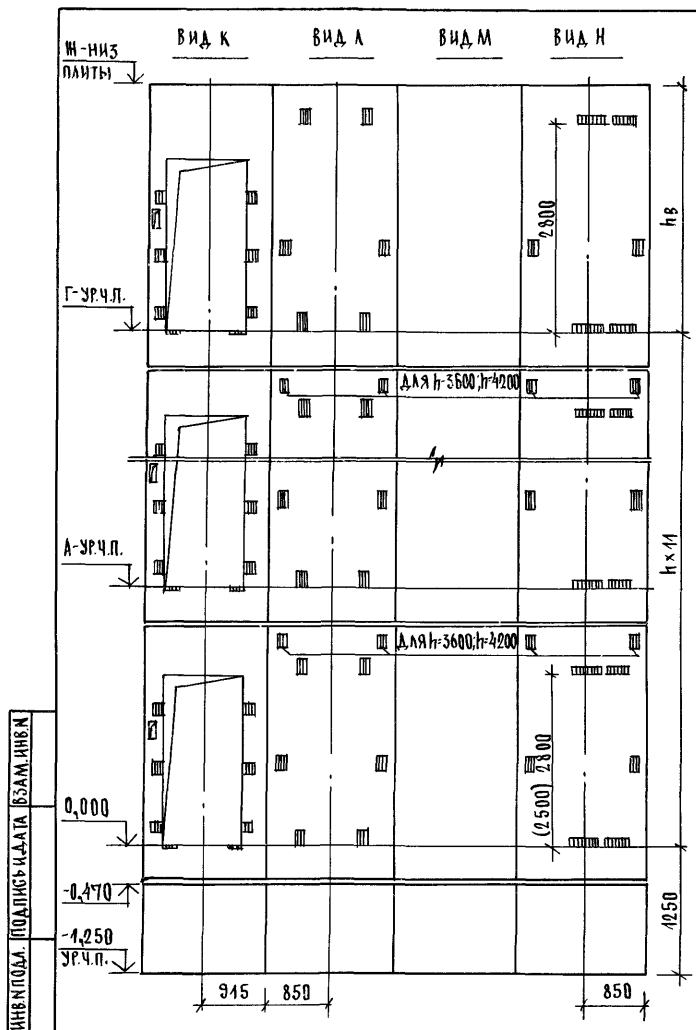 ВИД К
ВИД Л
ВИД М
ВИД Н
Ж-НИЗ
ПЛИТЫ
2800
hв
Г-УР.Ч.П.
ДЛЯ h=3600; h=4200
h×11
А-УР.Ч.П.
ДЛЯ h=3600; h=4200
(2500) 2800
0,000
-0,470
-1,250
УР.Ч.П.
1250
915
850
850
ВЗАМ. ИНВ. N
ПОДПИСЬ И ДАТА
ИНВ. N ПОДЛ.